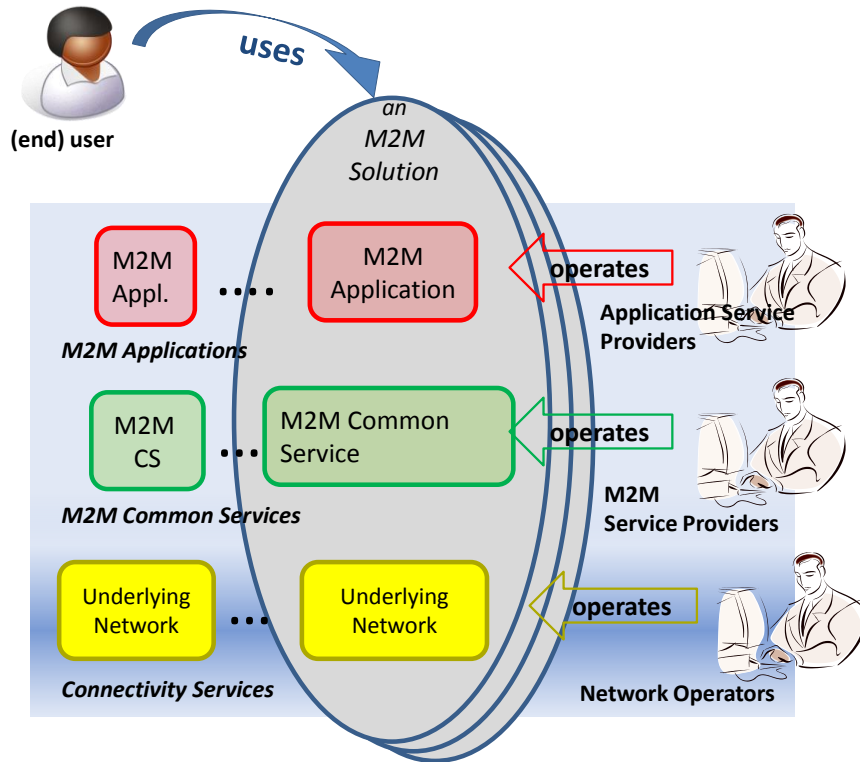 uses
(end) user
an
M2M
Solution
M2M
Appl.
....
M2M
Application
operates
Application Service
Providers
M2M Applications
M2M
CS
...
M2M Common
Service
operates
M2M
Service Providers
M2M Common Services
Underlying
Network
...
Underlying
Network
operates
Connectivity Services
Network Operators